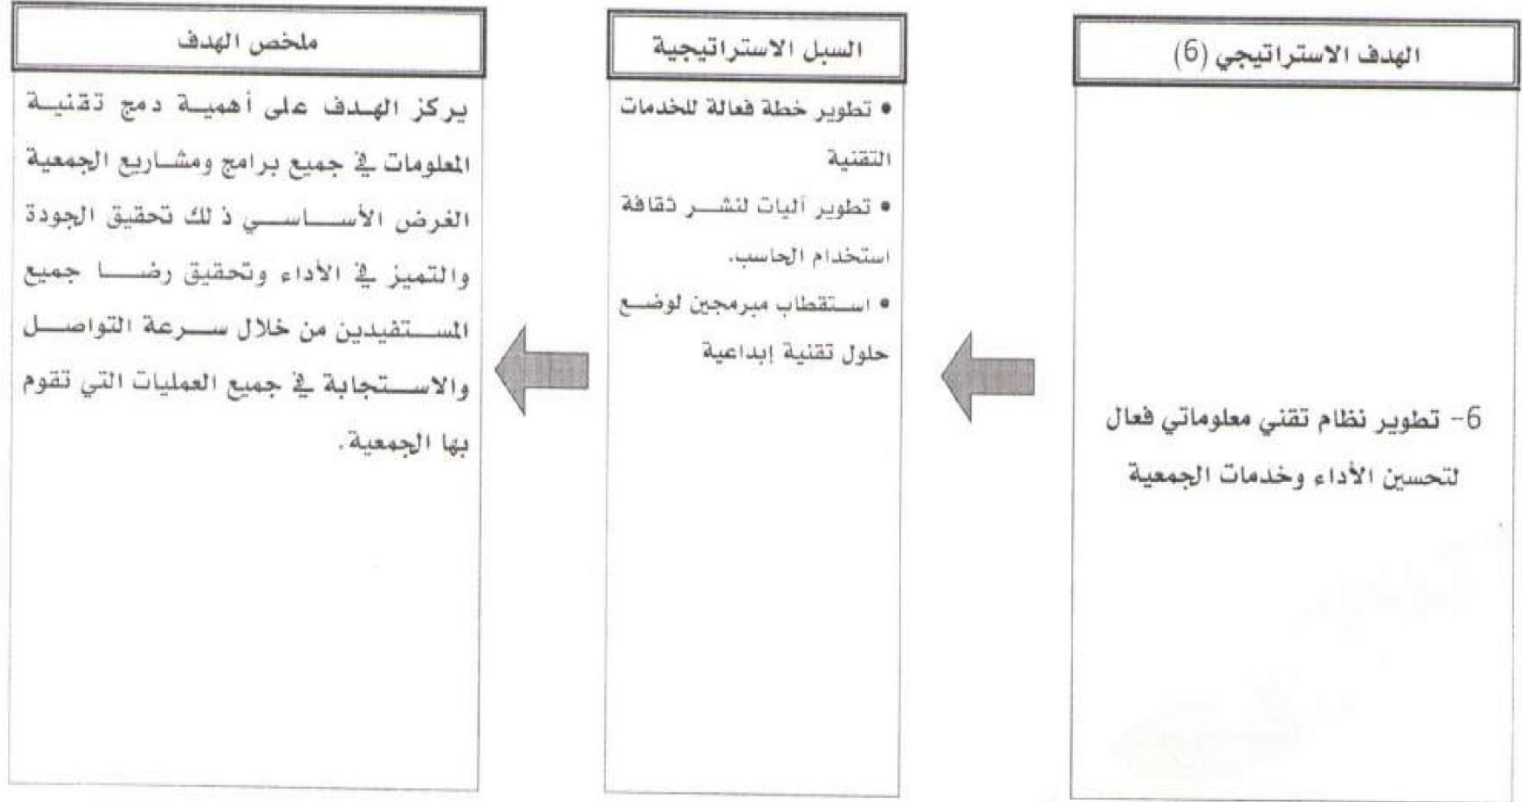 الهدف الاستراتيجي (6)
6- تطوير نظام تقني معلوماتي فعال
لتحسين الأداء وخدمات الجمعية
السبل الاستراتيجية
• تطوير خطة فعالة للخدمات
التقنية
• تطوير آليات لنشر ثقافة
استخدام الحاسب.
• استقطاب مبرمجين لوضع
حلول تقنية إبداعية
ملخص الهدف
يركز الهدف على أهمية دمج تقنية
المعلومات في جميع برامج ومشاريع الجمعية
الغرض الأساسي ذلك تحقيق الجودة
والتميز في الأداء وتحقيق رضا جميع
المستفيدين من خلال سرعة التواصل
والاستجابة في جميع العمليات التي تقوم
بها الجمعية.